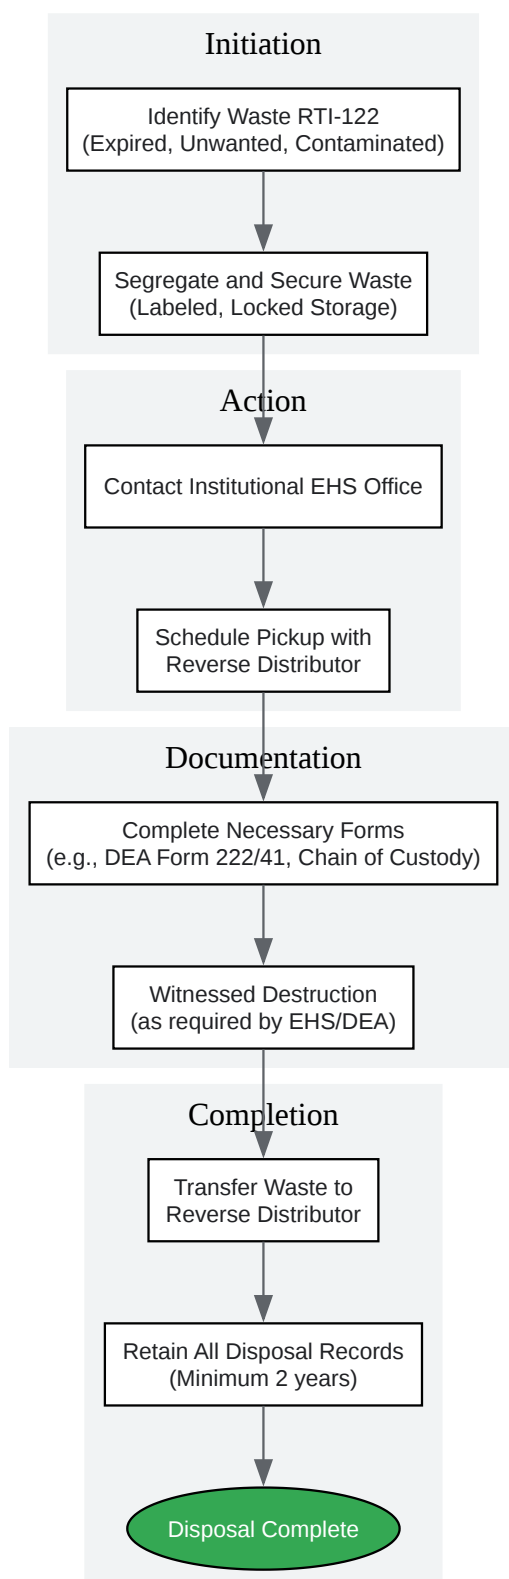 Initiation
Identify Waste RTI-122
(Expired, Unwanted, Contaminated)
Segregate and Secure Waste
(Labeled, Locked Storage)
Action
Contact Institutional EHS Office
Schedule Pickup with
Reverse Distributor
Documentation
Complete Necessary Forms
(e.g., DEA Form 222/41, Chain of Custody)
Witnessed Destruction
(as required by EHS/DEA)
Completion
Transfer Waste to
Reverse Distributor
Retain All Disposal Records
(Minimum 2 years)
Disposal Complete